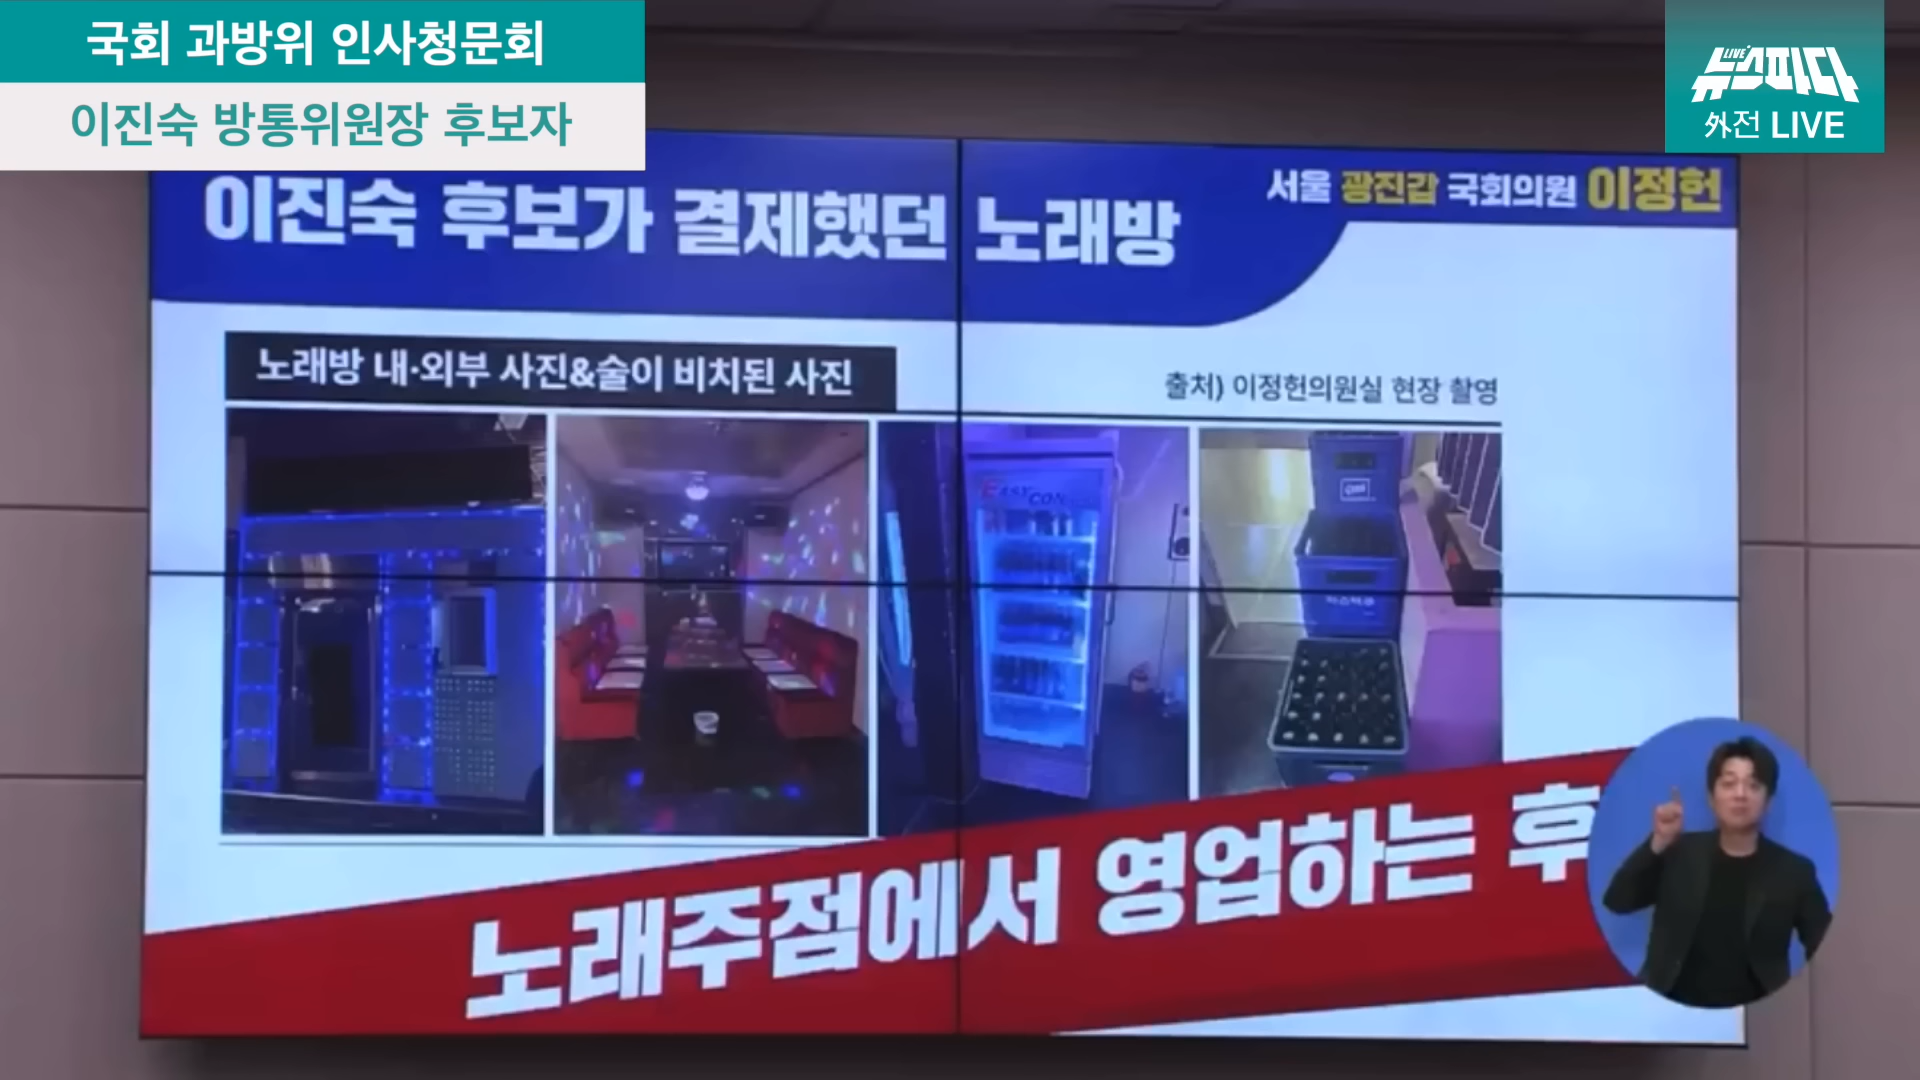 국회 과방위 인사청문회
이진숙 방통위원장 후보자
LIVE
뉴스피다
外전 LIVE
서울 광진갑 국회의원 이정헌
이진숙 후보가 결제했던 노래방
노래방 내·외부 사진&술이 비치된 사진
출처) 이정헌의원실 현장 촬영
EASY CON
노래주점에서 영업하는 후